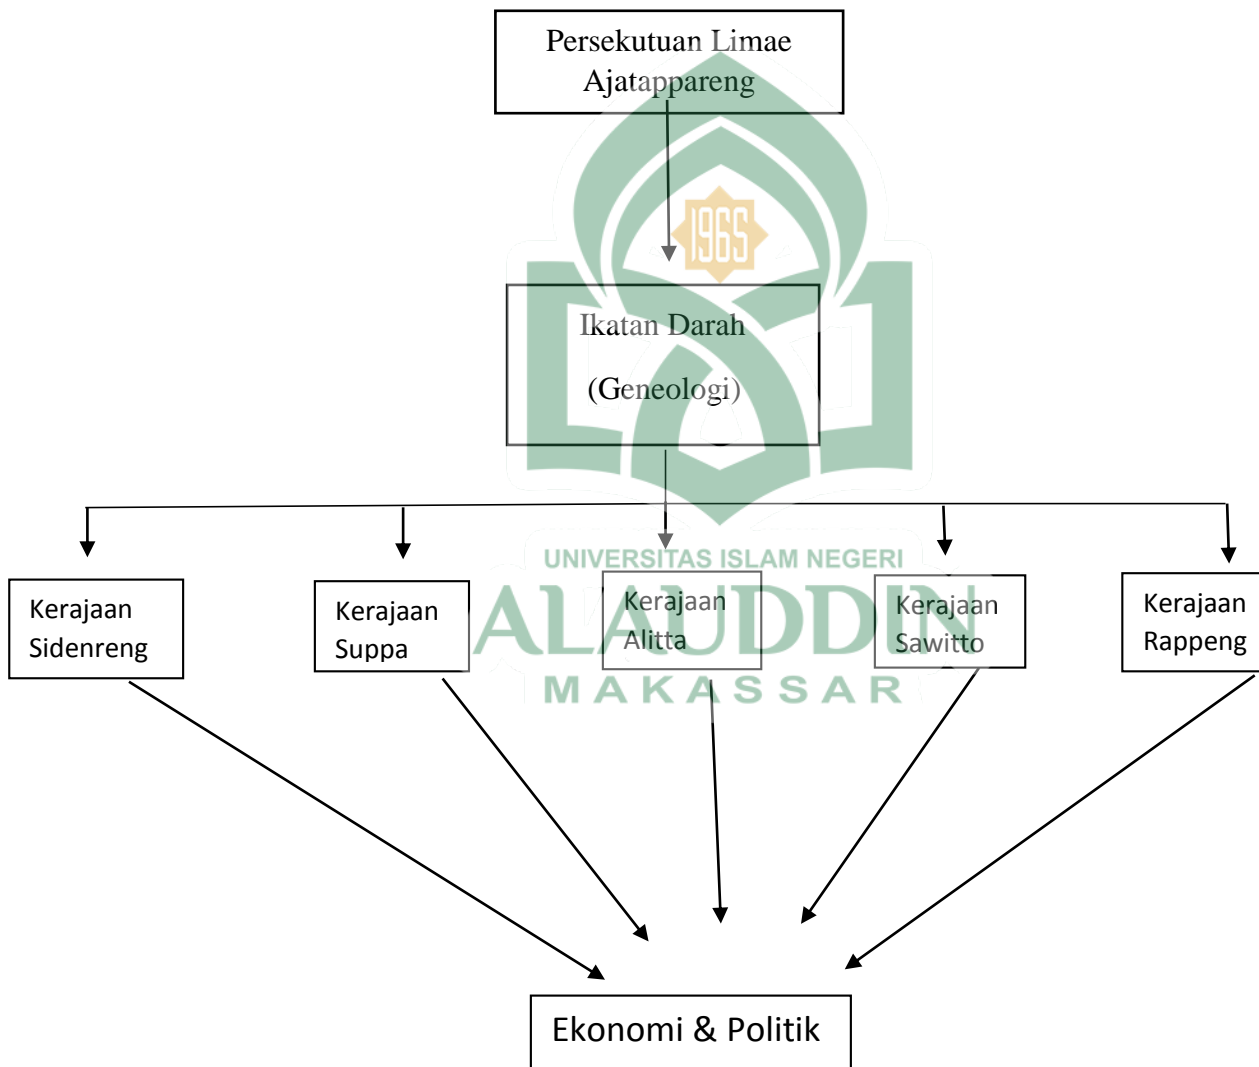 Persekutuan Limae
Ajatappareng
1965
Ikatan Darah
(Geneologi)
UNIVERSITAS ISLAM NEGERI
ALAUDDIN
MAKASSAR
Kerajaan
Sidenreng
Kerajaan
Suppa
Kerajaan
Alitta
Kerajaan
Sawitto
Kerajaan
Rappeng
Ekonomi & Politik